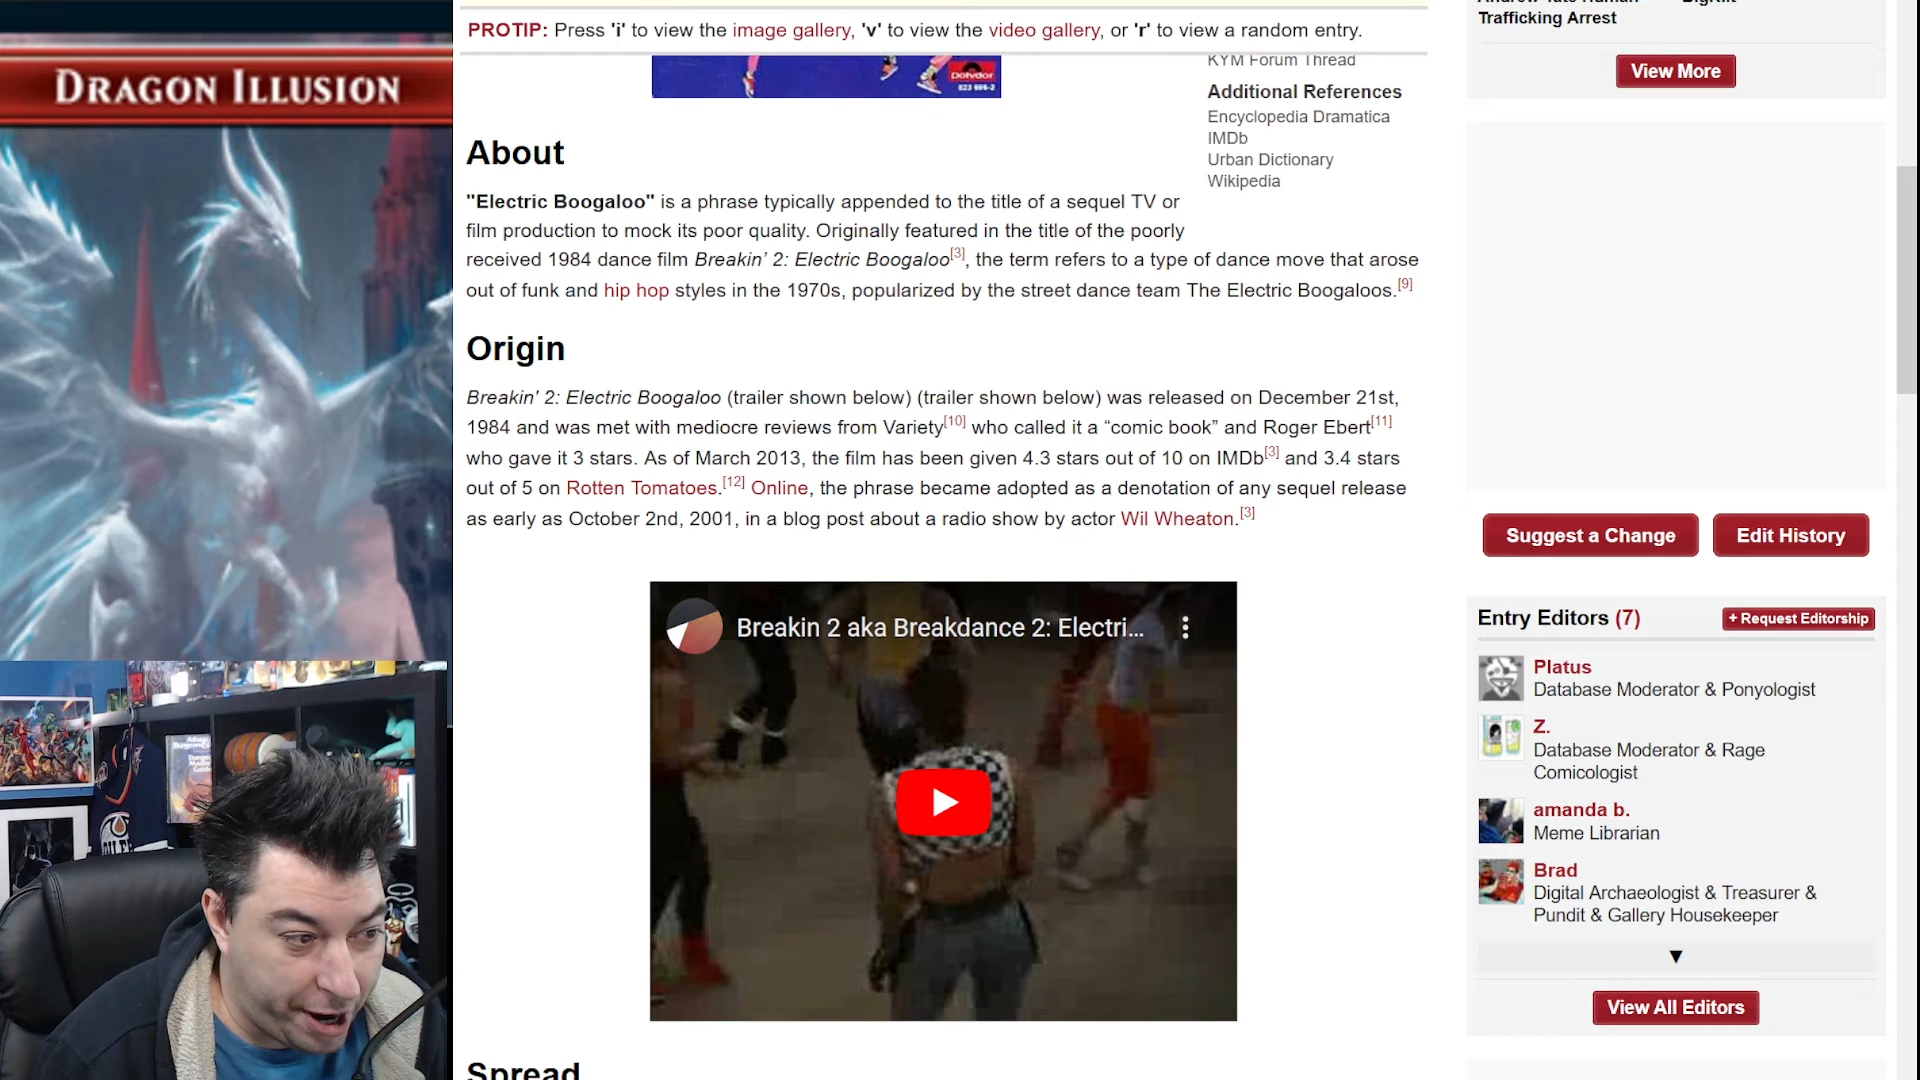 DRAGON ILLUSION
PROTIP: Press 'i' to view the image gallery, 'v' to view the video gallery, or 'r' to view a random entry.
Polydor
KYM Forum Thread
Additional References
Encyclopedia Dramatica
IMDb
Urban Dictionary
Wikipedia
About
"Electric Boogaloo" is a phrase typically appended to the title of a sequel TV or
film production to mock its poor quality. Originally featured in the title of the poorly
received 1984 dance film Breakin’ 2: Electric Boogaloo[3], the term refers to a type of dance move that arose
out of funk and hip hop styles in the 1970s, popularized by the street dance team The Electric Boogaloos.[9]
Origin
Breakin' 2: Electric Boogaloo (trailer shown below) (trailer shown below) was released on December 21st,
1984 and was met with mediocre reviews from Variety[10] who called it a “comic book” and Roger Ebert[11]
who gave it 3 stars. As of March 2013, the film has been given 4.3 stars out of 10 on IMDb[3] and 3.4 stars
out of 5 on Rotten Tomatoes.[12] Online, the phrase became adopted as a denotation of any sequel release
as early as October 2nd, 2001, in a blog post about a radio show by actor Wil Wheaton.[3]
Breakin 2 aka Breakdance 2: Electri...
Spread
Trafficking Arrest
View More
Suggest a Change
Edit History
Entry Editors (7)
+ Request Editorship
Platus
Database Moderator & Ponyologist
Z.
Database Moderator & Rage
Comicologist
amanda b.
Meme Librarian
Brad
Digital Archaeologist & Treasurer &
Pundit & Gallery Housekeeper
▼
View All Editors